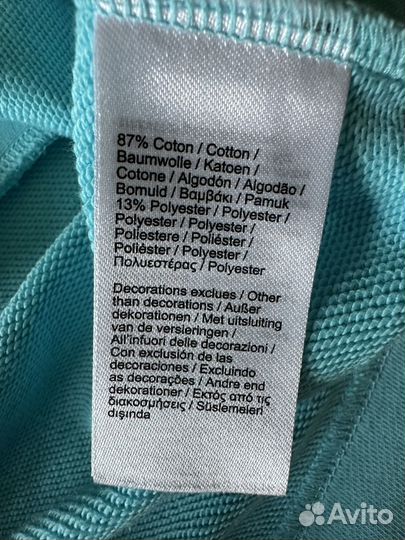 87% Coton / Cotton /
Baumwolle / Katoen /
Cotone / Algodón / Algodão /
Bomuld / Βαμβάκι / Pamuk
13% Polyester / Polyester /
Polyester / Polyester /
Poliestere / Poliéster /
Poliéster / Polyester /
Πολυεστέρας / Polyester
Decorations exclues / Other
than decorations / Außer
dekorationen / Met uitsluiting
van de versieringen /
All'infuori delle decorazioni /
Con exclusión de las
decoraciones / Excluindo
as decorações / Andre end
dekorationer / Εκτός από τις
διακοσμήσεις / Süslemeleri
dışında
Avito